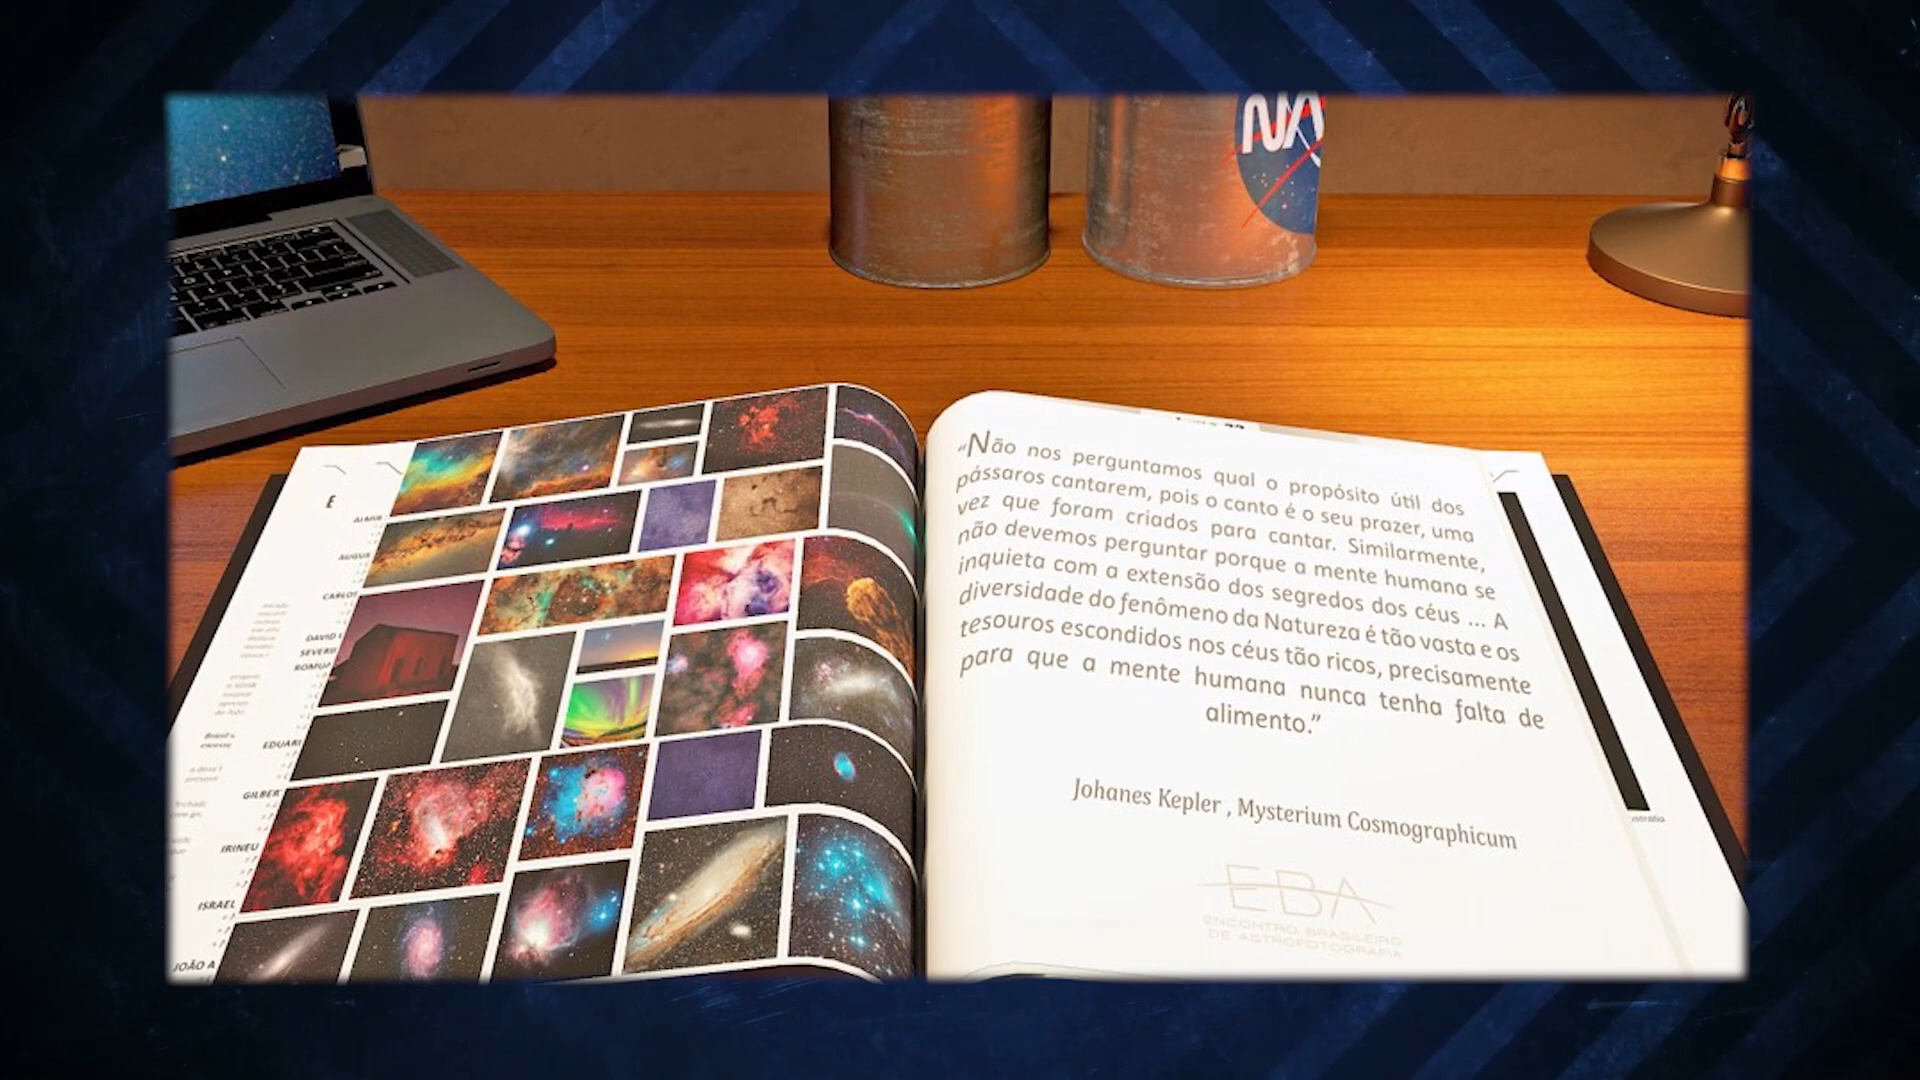 NA
E
ALMIR
AUGUS
CARLOS
DAVID L
SEVERI
ROMUA
EDUAR
GILBER
IRINEU
ISRAEL
JOÃO A
“Não nos perguntamos qual o propósito útil dos
pássaros cantarem, pois o canto é o seu prazer, uma
vez que foram criados para cantar. Similarmente,
não devemos perguntar porque a mente humana se
inquieta com a extensão dos segredos dos céus ... A
diversidade do fenômeno da Natureza é tão vasta e os
tesouros escondidos nos céus tão ricos, precisamente
para que a mente humana nunca tenha falta de
alimento.”
Johanes Kepler , Mysterium Cosmographicum
EBA
ENCONTRO BRASILEIRO
DE ASTROFOTOGRAFIA